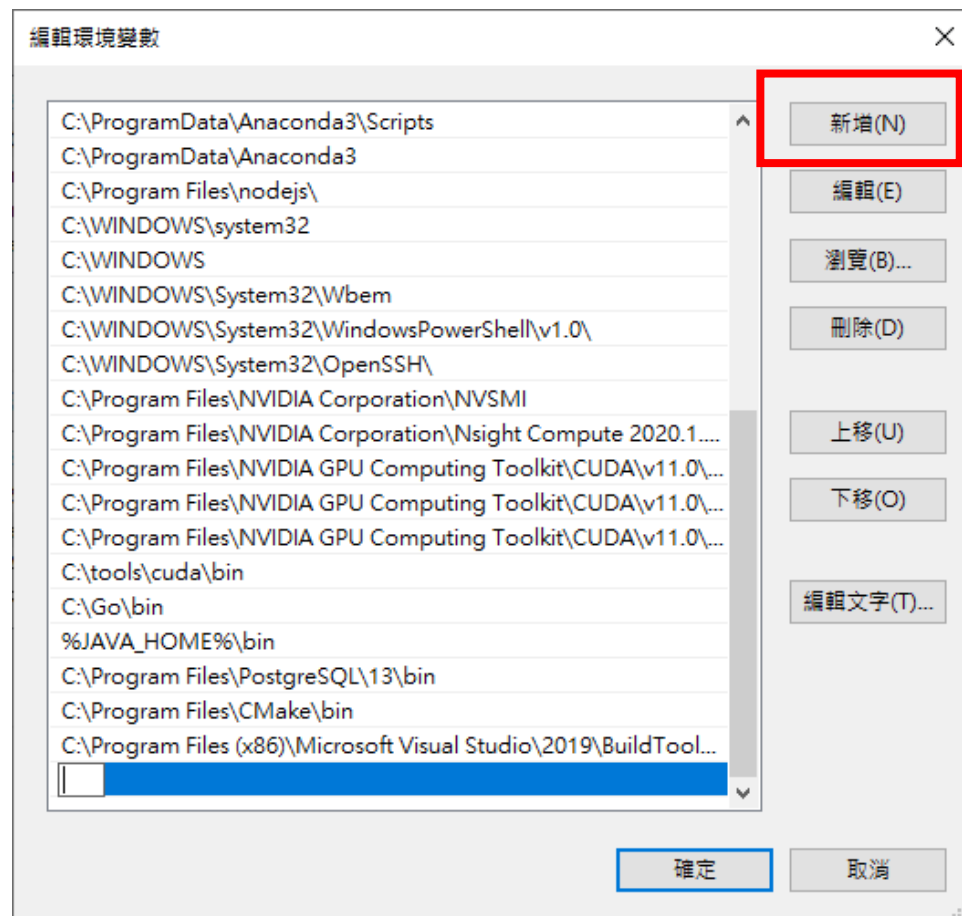 編輯環境變數
C:\ProgramData\Anaconda3\Scripts
C:\ProgramData\Anaconda3
C:\Program Files\nodejs\
C:\WINDOWS\system32
C:\WINDOWS
C:\WINDOWS\System32\Wbem
C:\WINDOWS\System32\WindowsPowerShell\v1.0\
C:\WINDOWS\System32\OpenSSH\
C:\Program Files\NVIDIA Corporation\NVSMI
C:\Program Files\NVIDIA Corporation\Nsight Compute 2020.1....
C:\Program Files\NVIDIA GPU Computing Toolkit\CUDA\v11.0\...
C:\Program Files\NVIDIA GPU Computing Toolkit\CUDA\v11.0\...
C:\Program Files\NVIDIA GPU Computing Toolkit\CUDA\v11.0\...
C:\tools\cuda\bin
C:\Go\bin
%JAVA_HOME%\bin
C:\Program Files\PostgreSQL\13\bin
C:\Program Files\CMake\bin
C:\Program Files (x86)\Microsoft Visual Studio\2019\BuildTool...
新增(N)
編輯(E)
瀏覽(B)...
刪除(D)
上移(U)
下移(O)
編輯文字(T)...
確定
取消